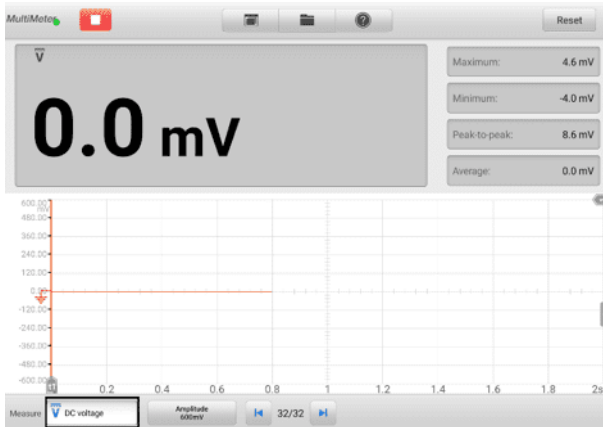 MultiMeter
Reset
V
0.0 mV
Maximum: 4.6 mV
Minimum: -4.0 mV
Peak-to-peak: 8.6 mV
Average: 0.0 mV
600.00
mV
480.00
360.00
240.00
120.00
0.00
-120.00
-240.00
-360.00
-480.00
-600.00
0.2 0.4 0.6 0.8 1 1.2 1.4 1.6 1.8 2s
Measure V DC voltage Amplitude 32/32
600mV